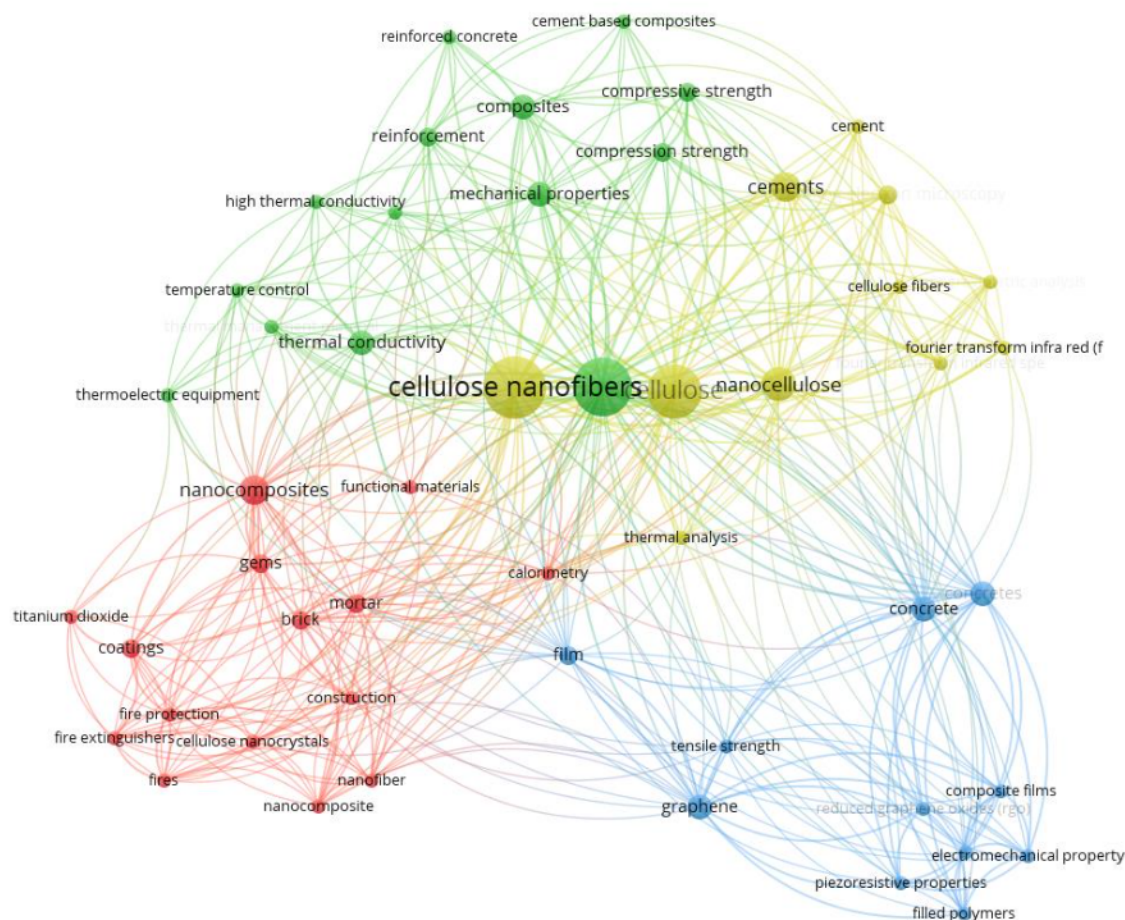 cement based composites
reinforced concrete
compressive strength
composites
cement
reinforcement
compression strength
cements
mechanical properties
microscopy
high thermal conductivity
cellulose fibers
temperature control
thermal conductivity
fourier transform infra red (f
cellulose nanofibers
cellulose
nanocellulose
thermoelectric equipment
nanocomposites
functional materials
thermal analysis
gems
calorimetry
concretes
mortar
concrete
titanium dioxide
brick
coatings
film
construction
fire protection
fire extinguishers
cellulose nanocrystals
tensile strength
fires
nanofiber
composite films
nanocomposite
graphene
reduced graphene oxides (rgo)
electromechanical property
piezoresistive properties
filled polymers